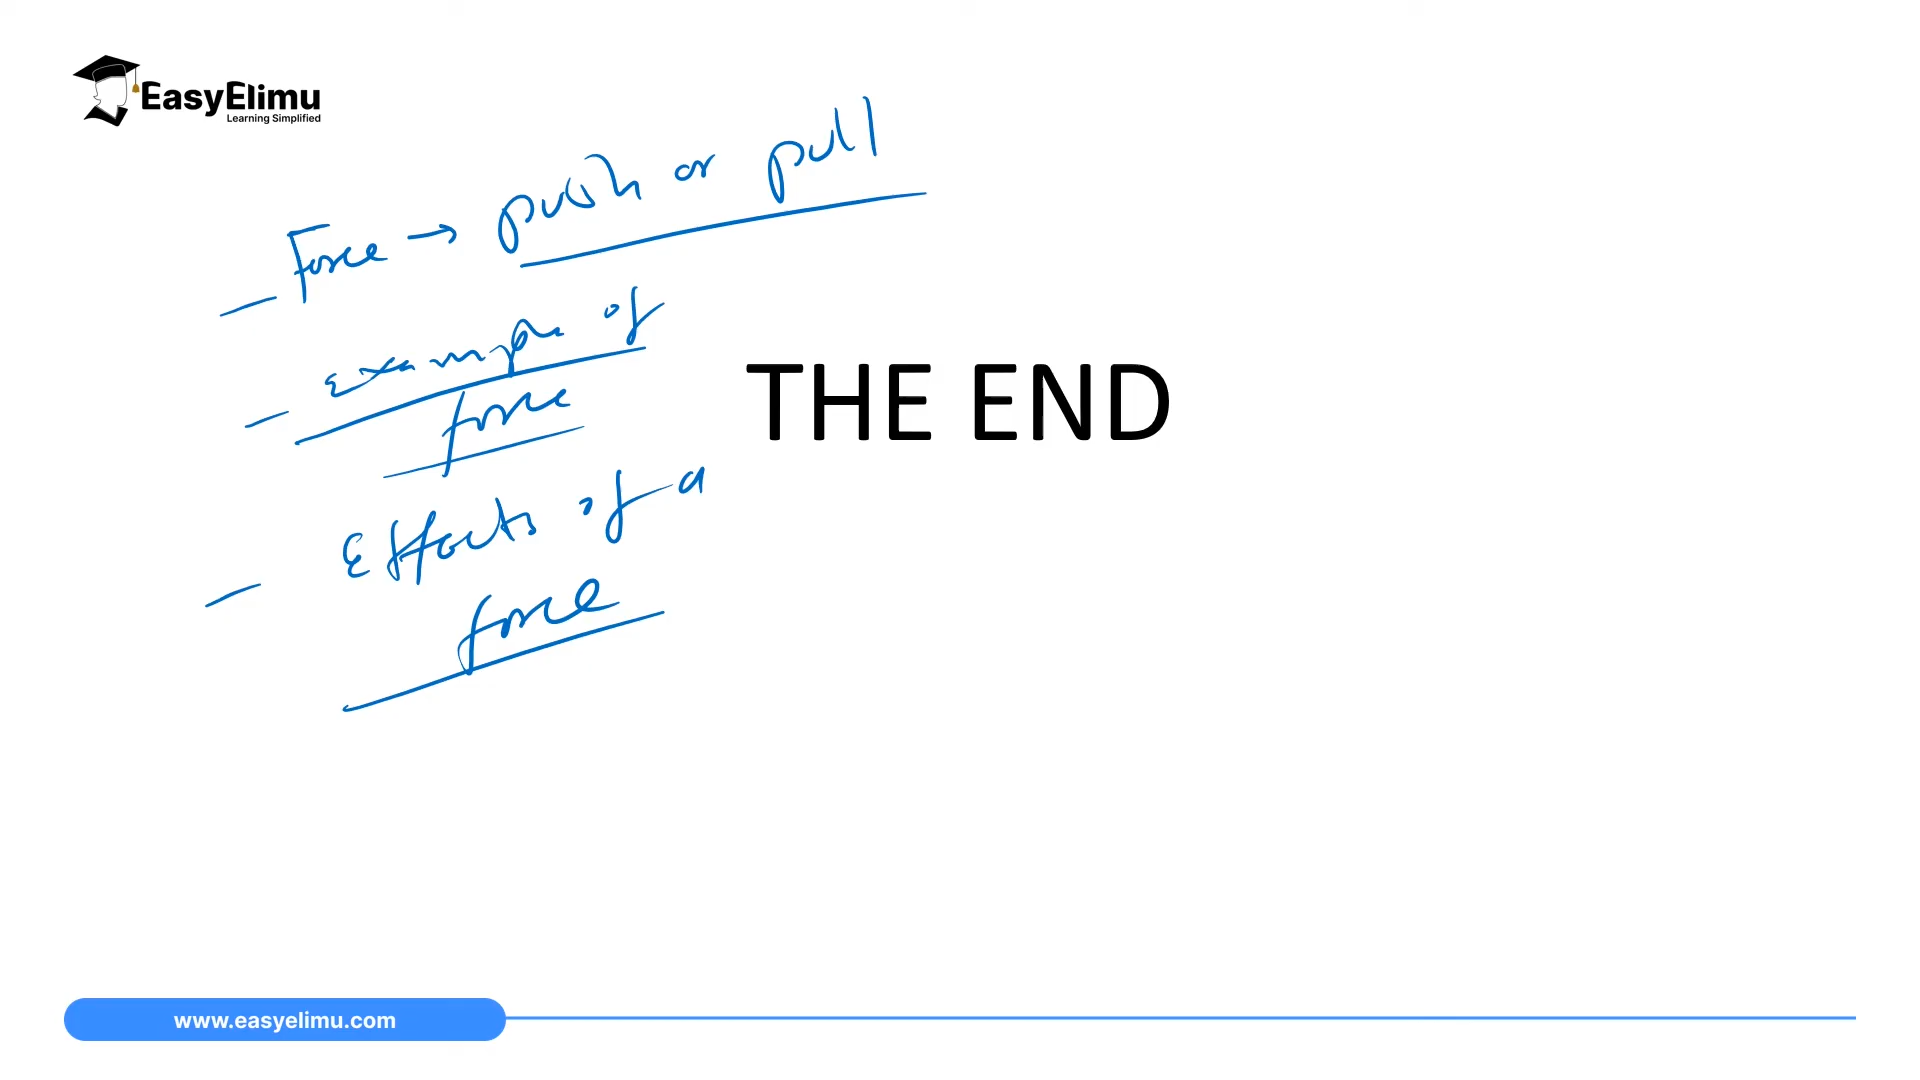 EasyElimu
Learning Simplified
– Force → push or pull
– example of
force
THE END
– Effects of a
force
www.easyelimu.com